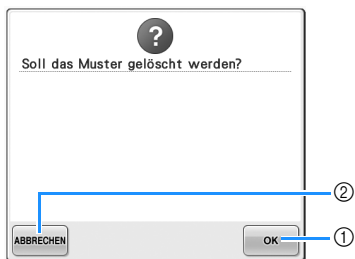 ?
Soll das Muster gelöscht werden?
②
ABBRECHEN
OK
①